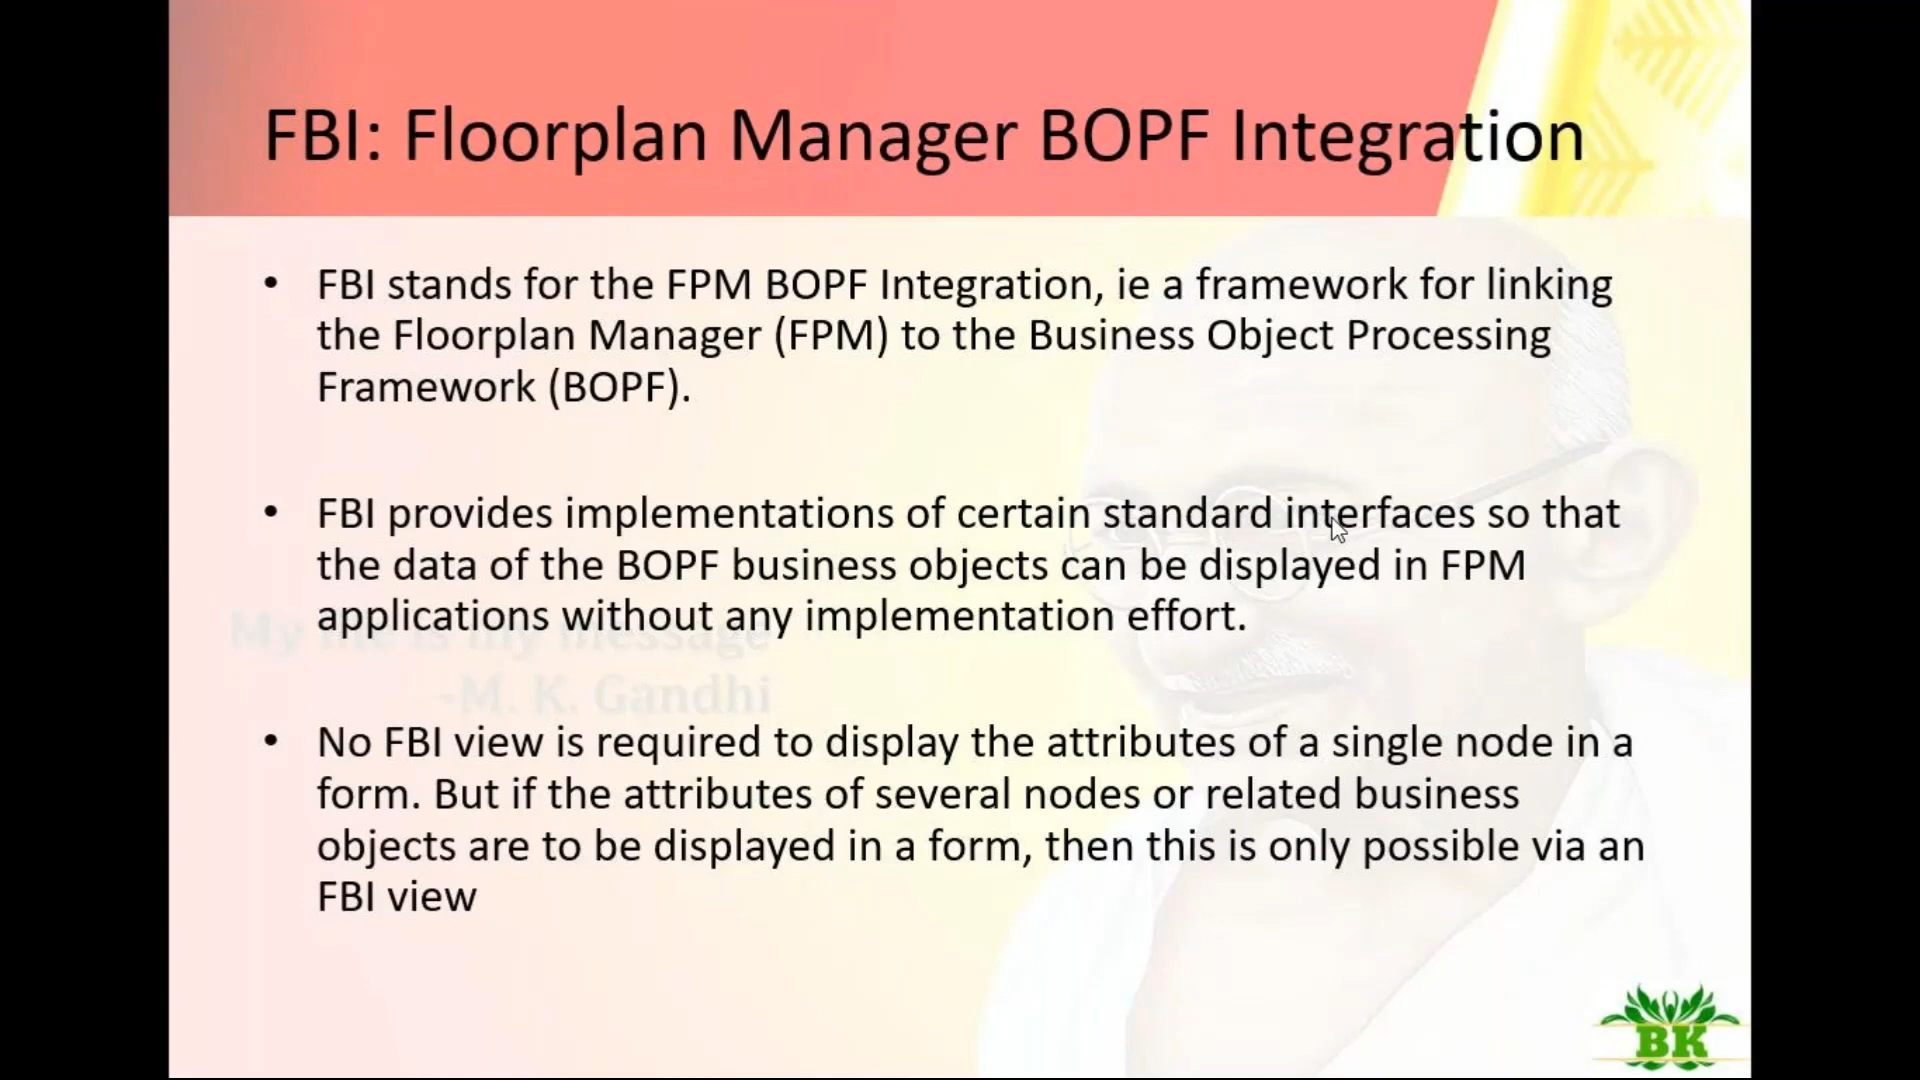 FBI: Floorplan Manager BOPF Integration
• FBI stands for the FPM BOPF Integration, ie a framework for linking
the Floorplan Manager (FPM) to the Business Object Processing
Framework (BOPF).
• FBI provides implementations of certain standard interfaces so that
the data of the BOPF business objects can be displayed in FPM
applications without any implementation effort.
My life is my message
-M. K. Gandhi
• No FBI view is required to display the attributes of a single node in a
form. But if the attributes of several nodes or related business
objects are to be displayed in a form, then this is only possible via an
FBI view
BK